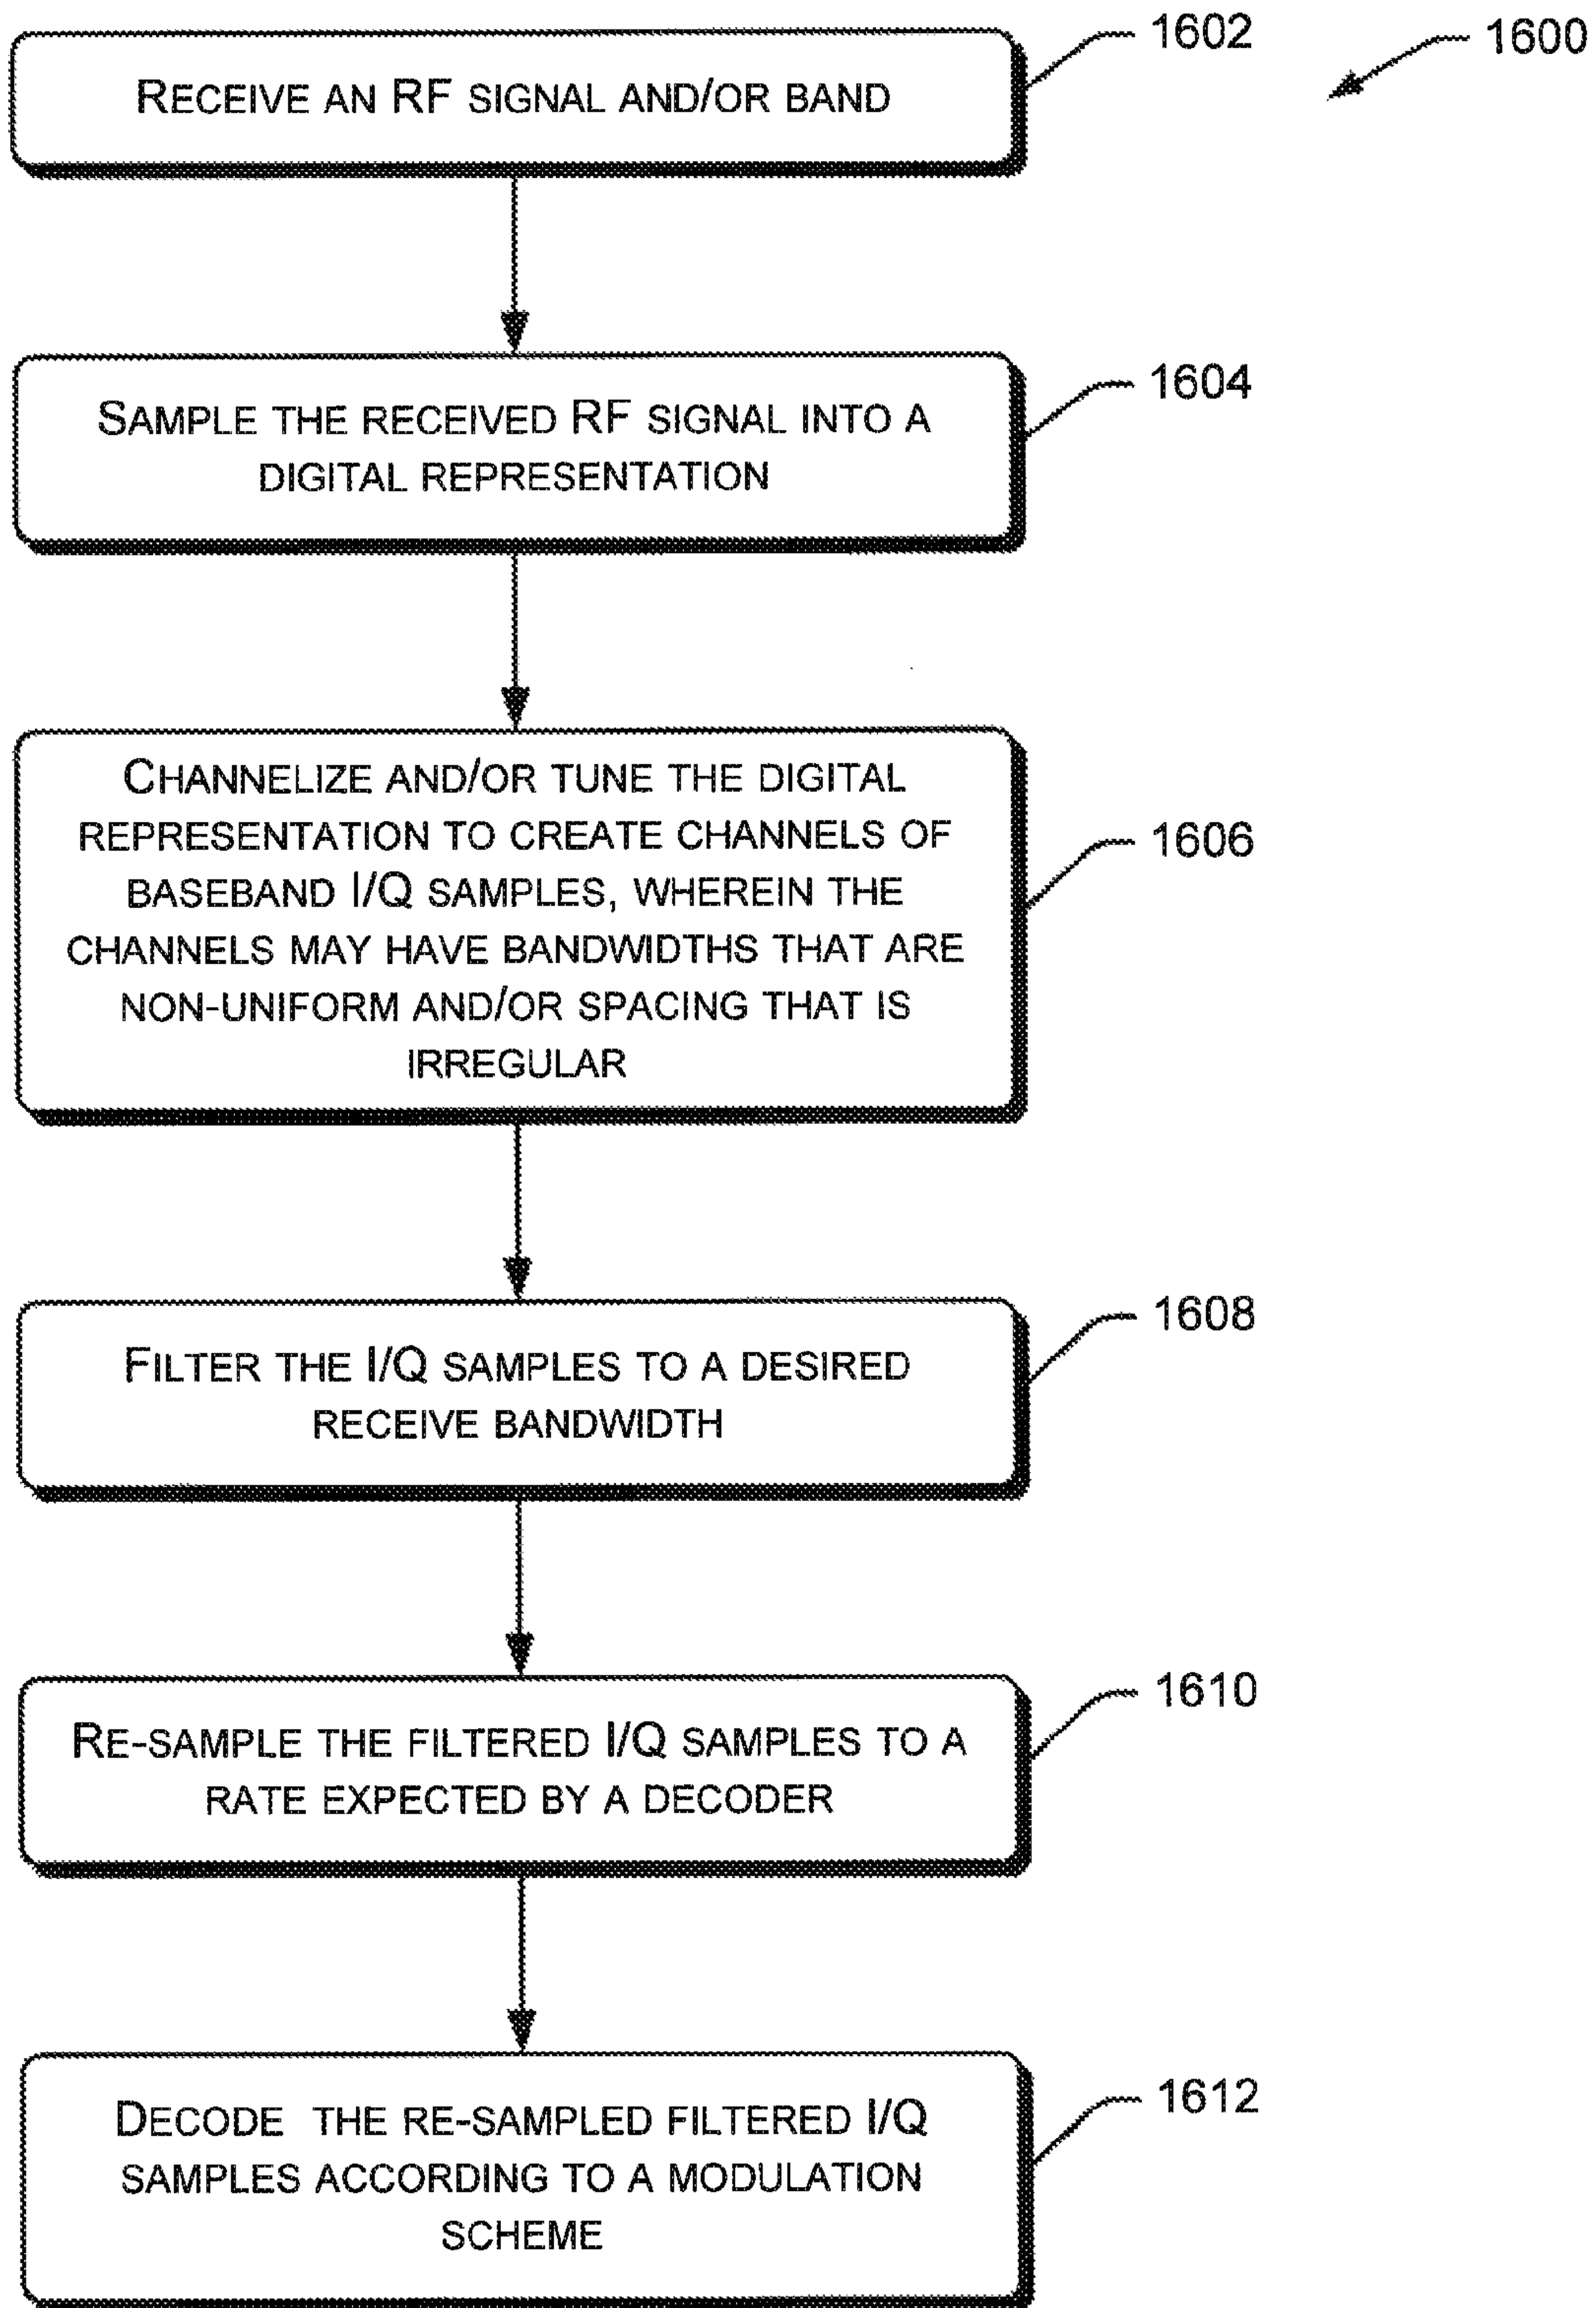 1602
1600
RECEIVE AN RF SIGNAL AND/OR BAND
1604
SAMPLE THE RECEIVED RF SIGNAL INTO A
DIGITAL REPRESENTATION
CHANNELIZE AND/OR TUNE THE DIGITAL
REPRESENTATION TO CREATE CHANNELS OF
1606
BASEBAND I/Q SAMPLES, WHEREIN THE
CHANNELS MAY HAVE BANDWIDTHS THAT ARE
NON-UNIFORM AND/OR SPACING THAT IS
IRREGULAR
1608
FILTER THE I/Q SAMPLES TO A DESIRED
RECEIVE BANDWIDTH
1610
RE-SAMPLE THE FILTERED I/Q SAMPLES TO A
RATE EXPECTED BY A DECODER
1612
DECODE THE RE-SAMPLED FILTERED I/Q
SAMPLES ACCORDING TO A MODULATION
SCHEME